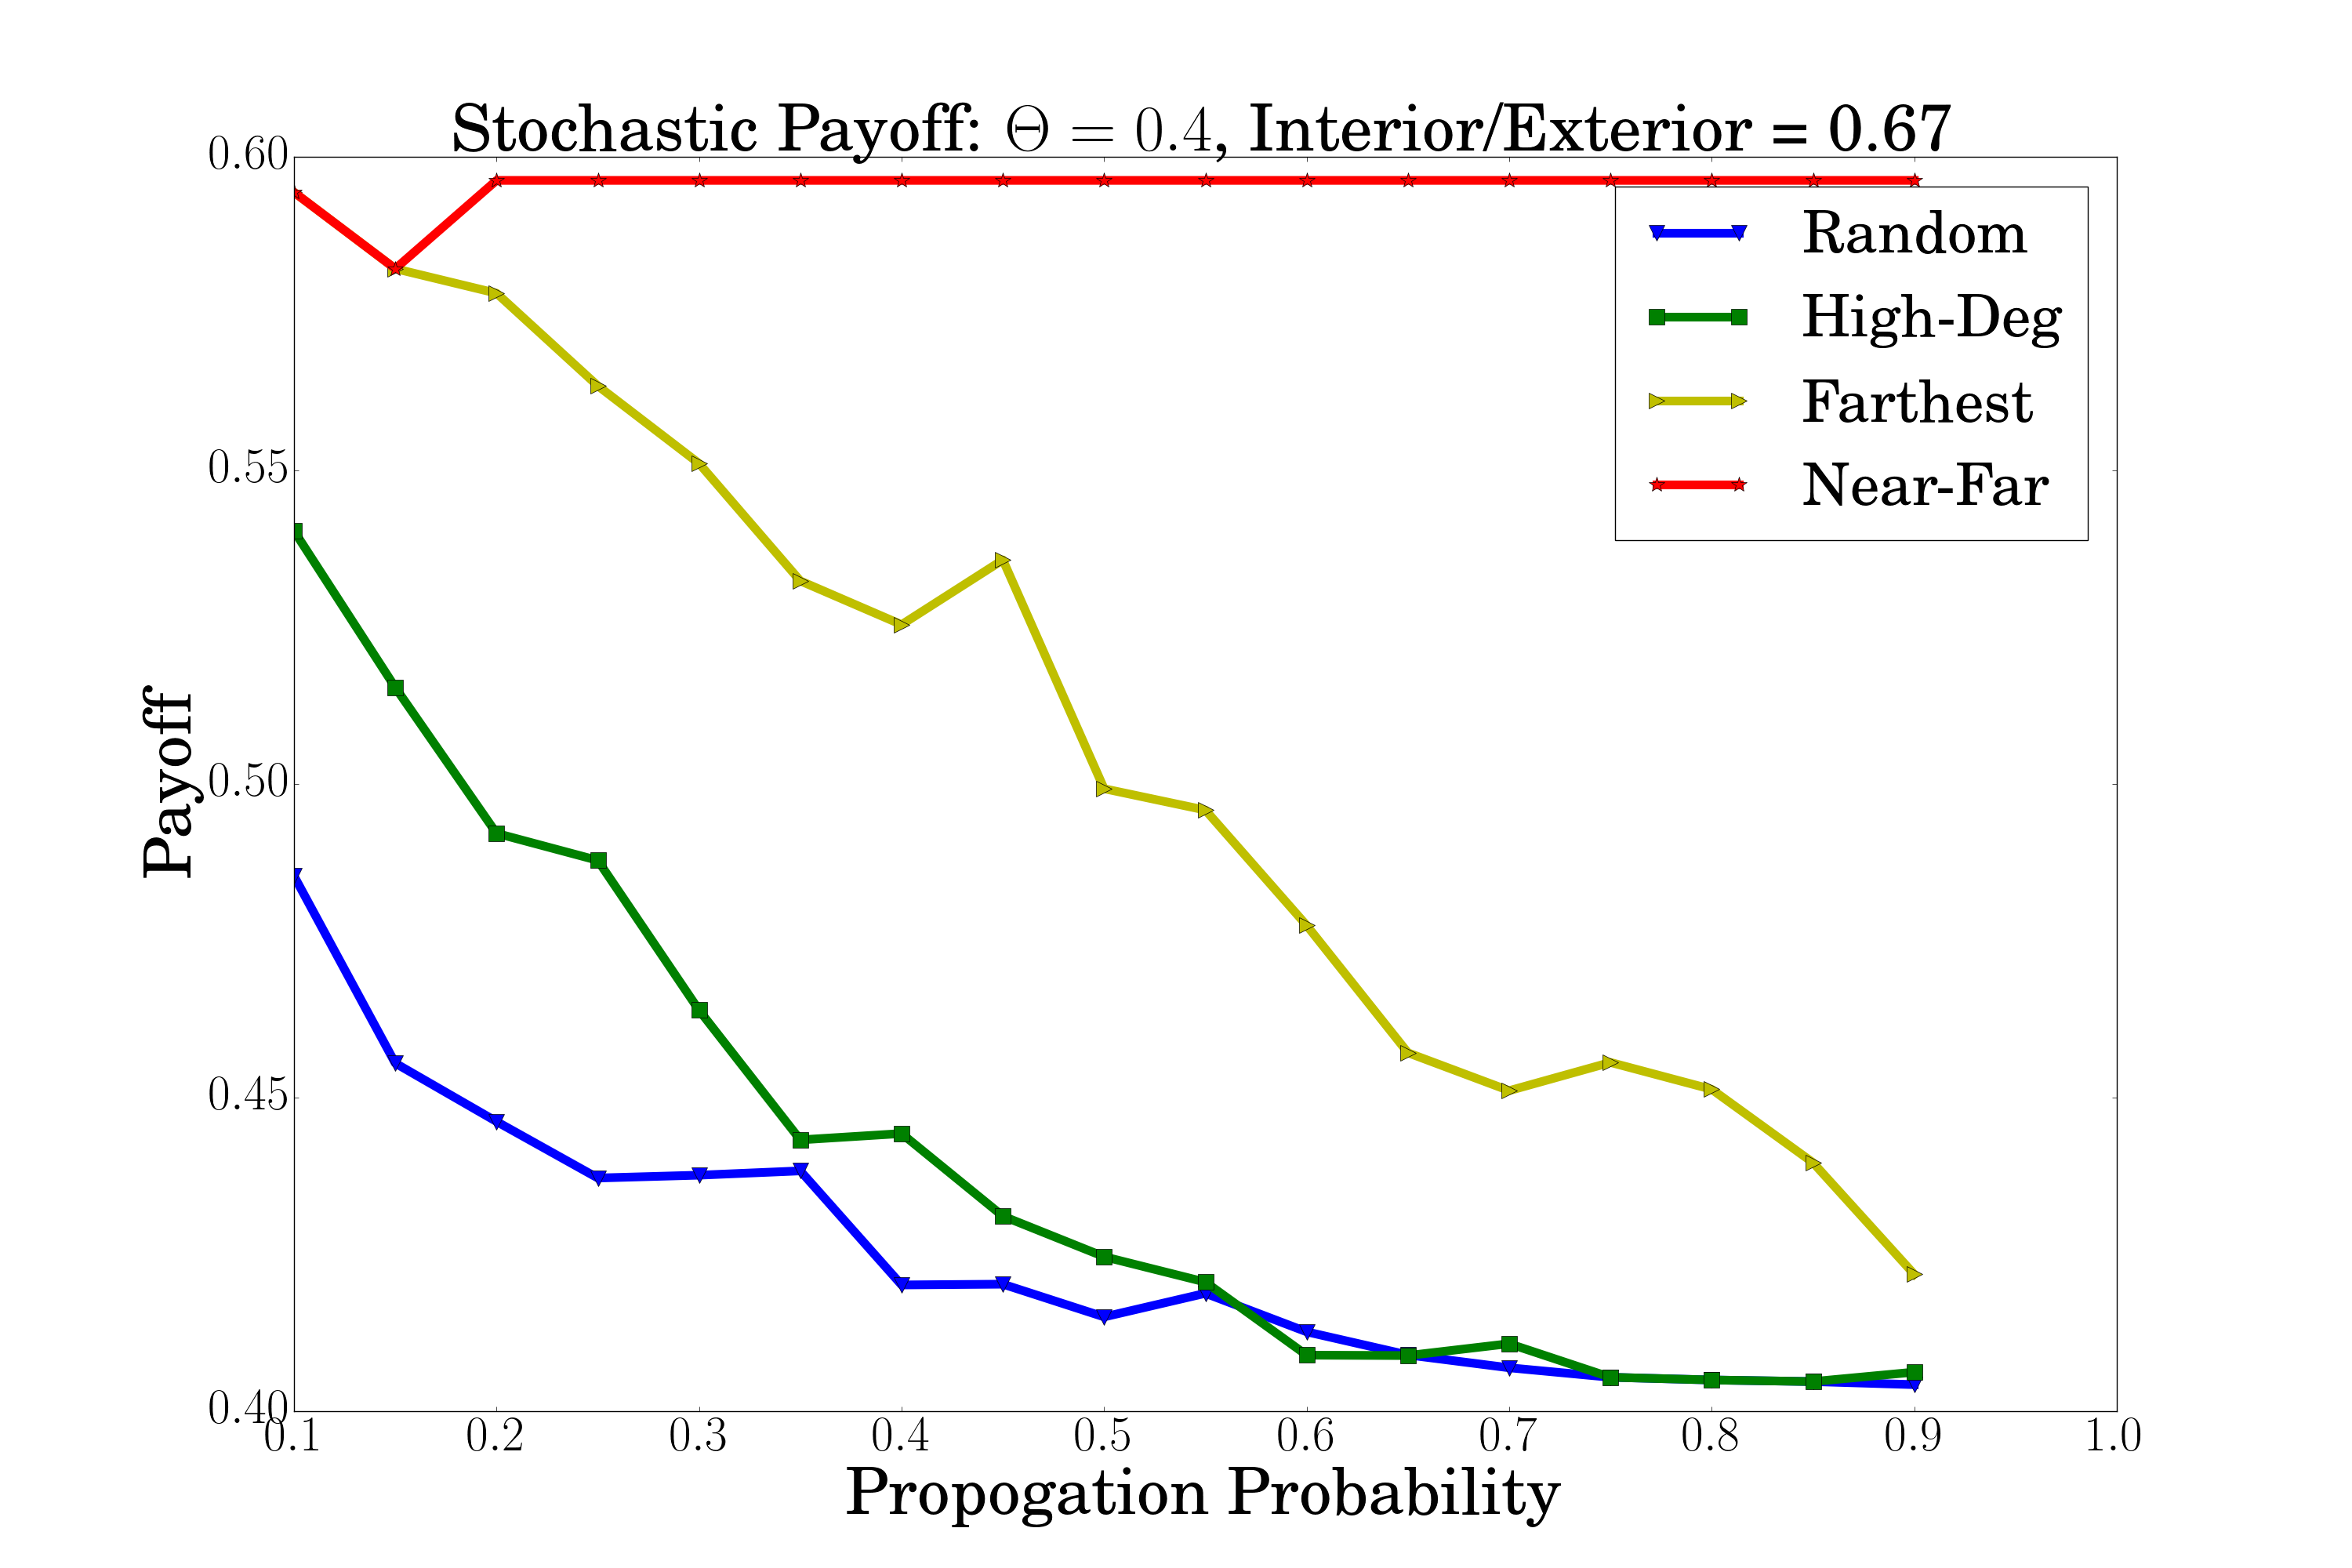 Stochastic Payoff: Θ = 0.4, Interior/Exterior = 0.67
0.60
0.55
0.50
0.45
0.40
Payoff
Random
High-Deg
Farthest
Near-Far
0.1 0.2 0.3 0.4 0.5 0.6 0.7 0.8 0.9 1.0
Propogation Probability